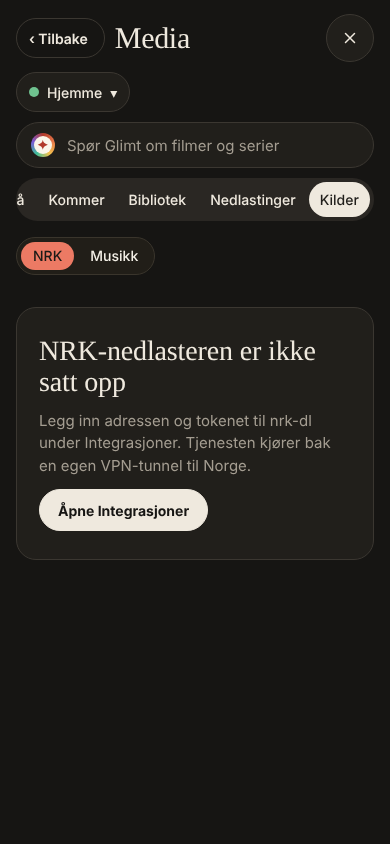 ‹ Tilbake Media ×
Hjemme ▾
Spør Glimt om filmer og serier
å Kommer Bibliotek Nedlastinger Kilder
NRK Musikk
NRK-nedlasteren er ikke
satt opp
Legg inn adressen og tokenet til nrk-dl
under Integrasjoner. Tjenesten kjører bak
en egen VPN-tunnel til Norge.
Åpne Integrasjoner